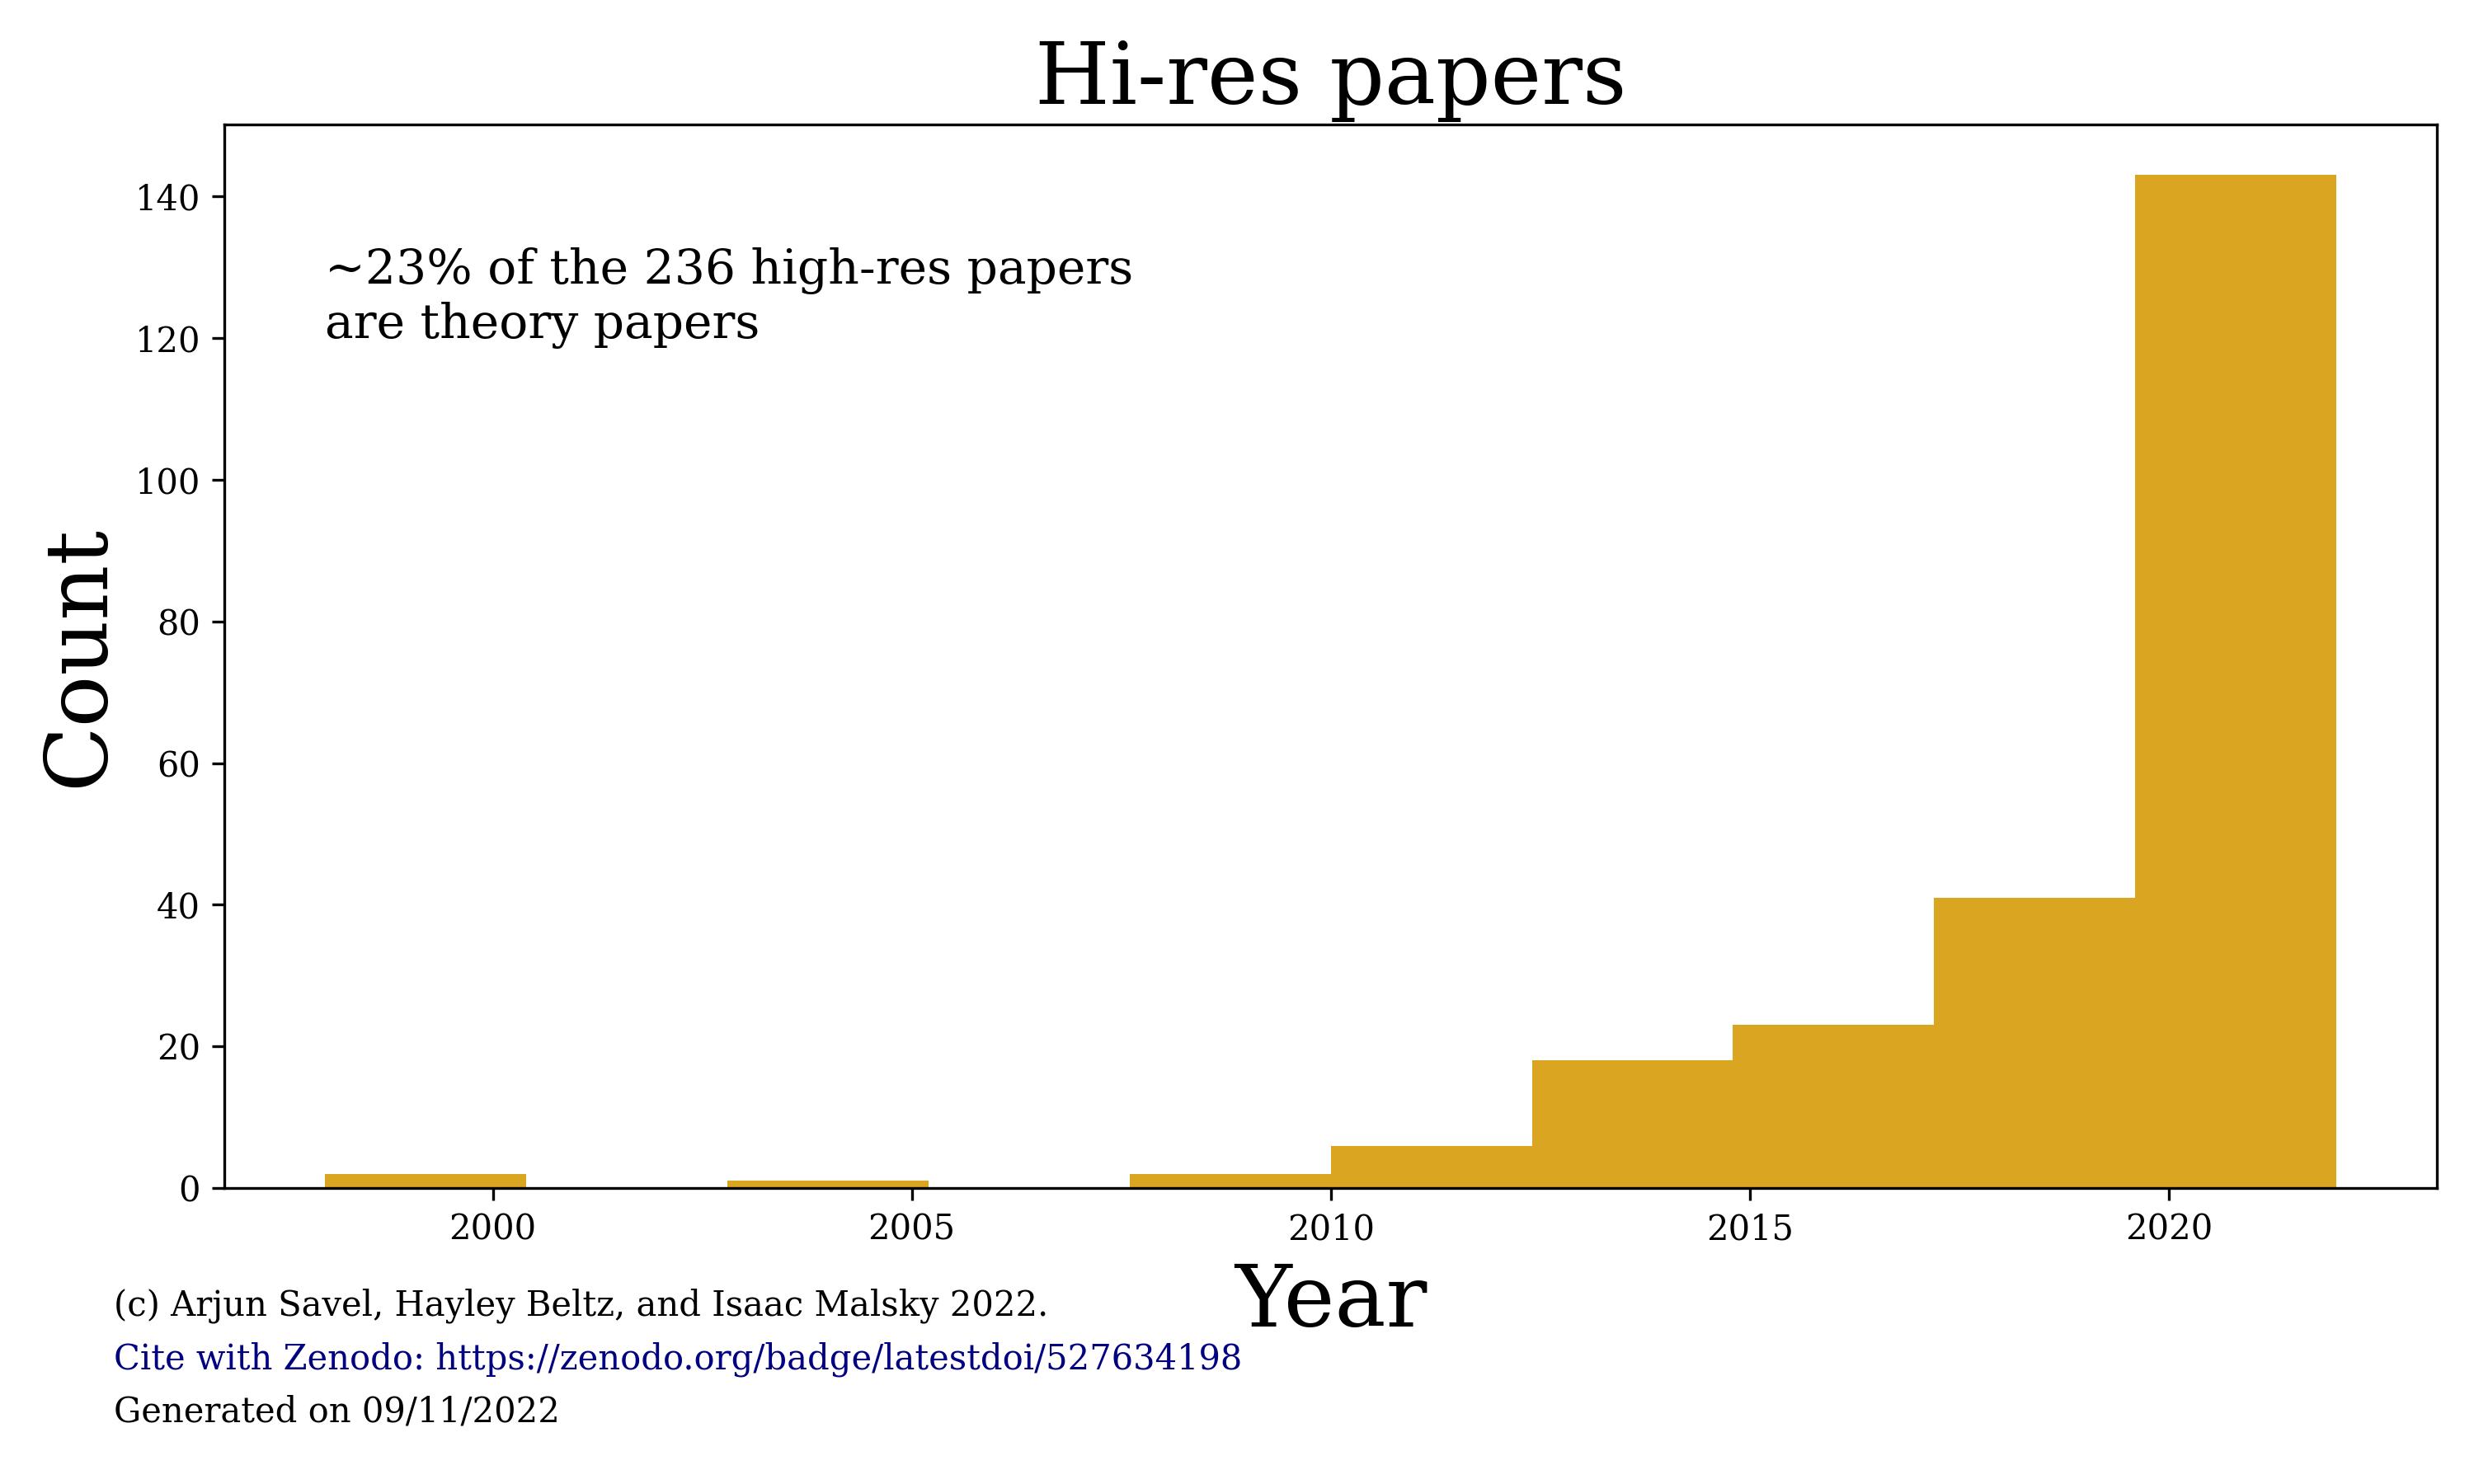 Hi-res papers
~23% of the 236 high-res papers
are theory papers
Count
140
120
100
80
60
40
20
0
2000 2005 2010 2015 2020
Year
(c) Arjun Savel, Hayley Beltz, and Isaac Malsky 2022.
Cite with Zenodo: https://zenodo.org/badge/latestdoi/527634198
Generated on 09/11/2022